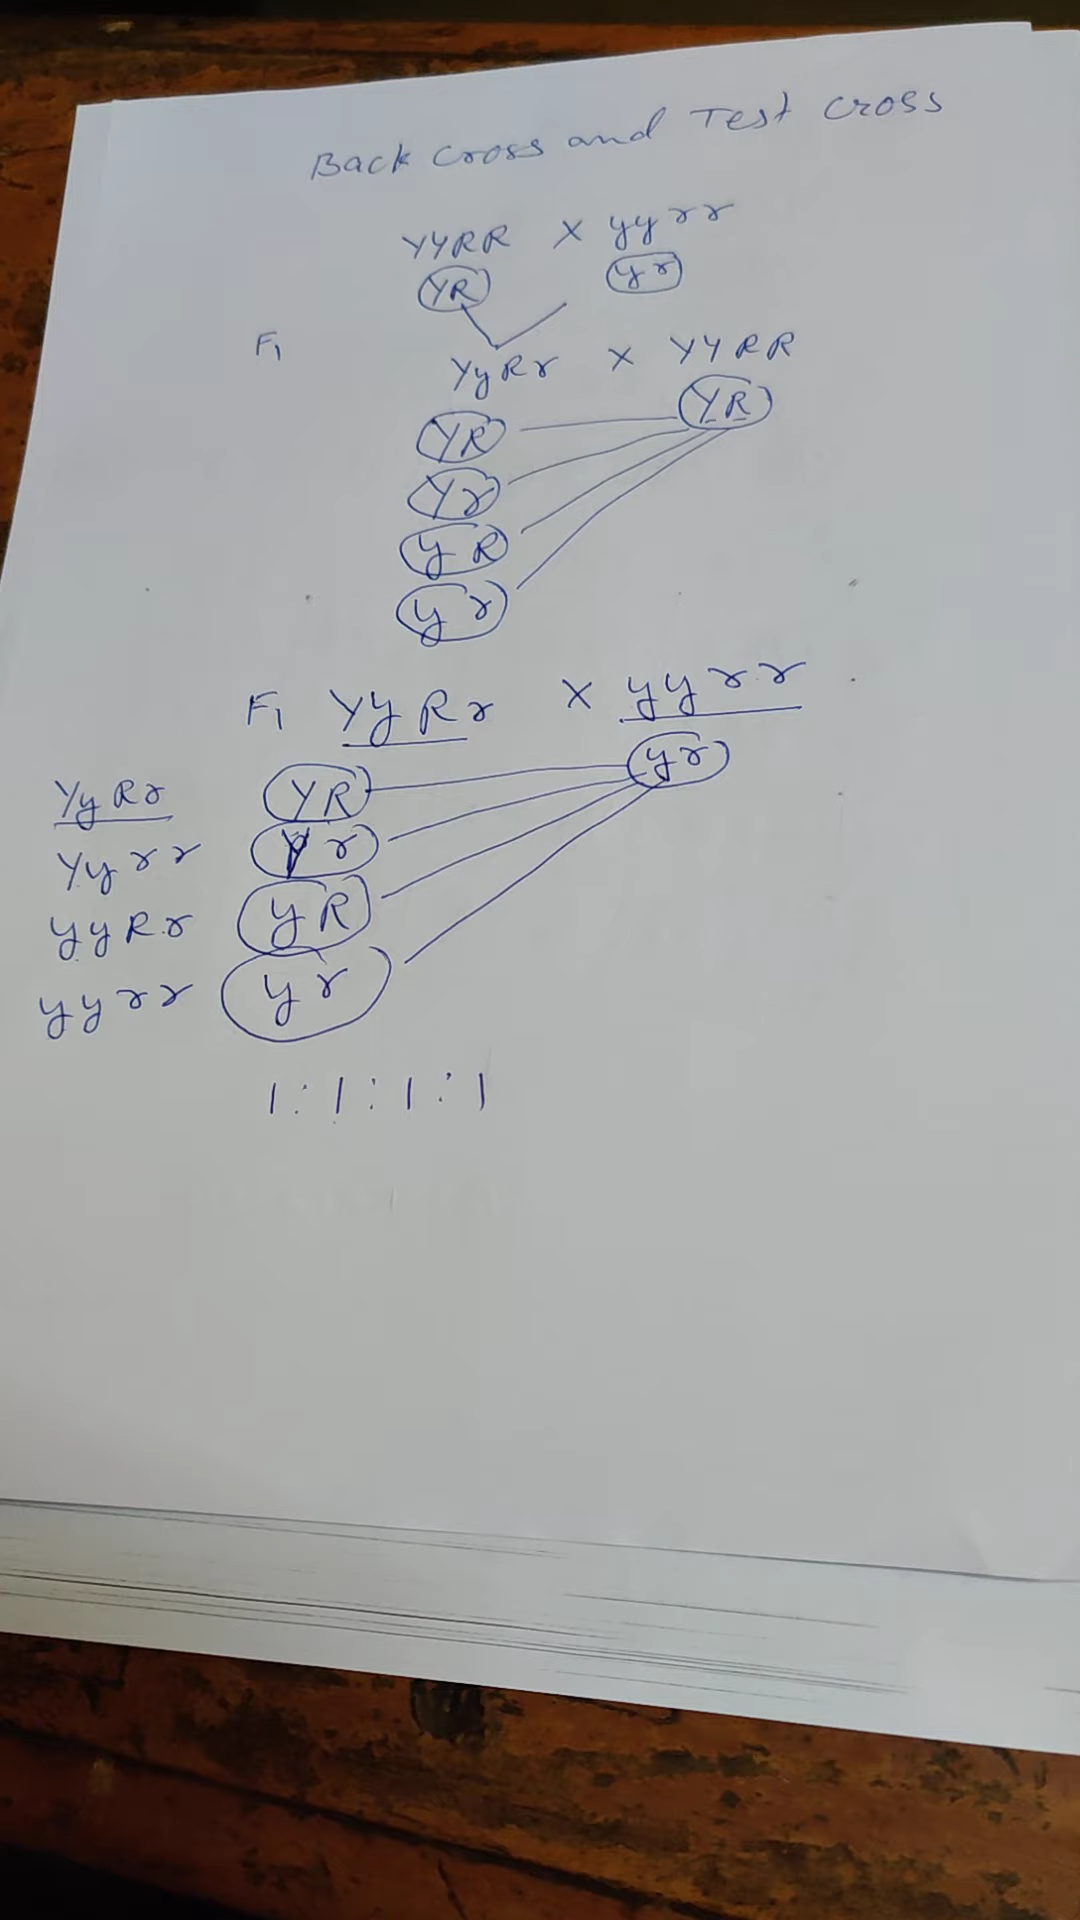 Back cross and Test cross
YYRR X yyrr
YR yr
F1 YyRr X YYRR
YR YR
Yr
yR
yr
F1 YyRr X yyrr
yr
YyRr YR
Yyrr Yr
yyRr yR
yyrr yr
1:1:1:1